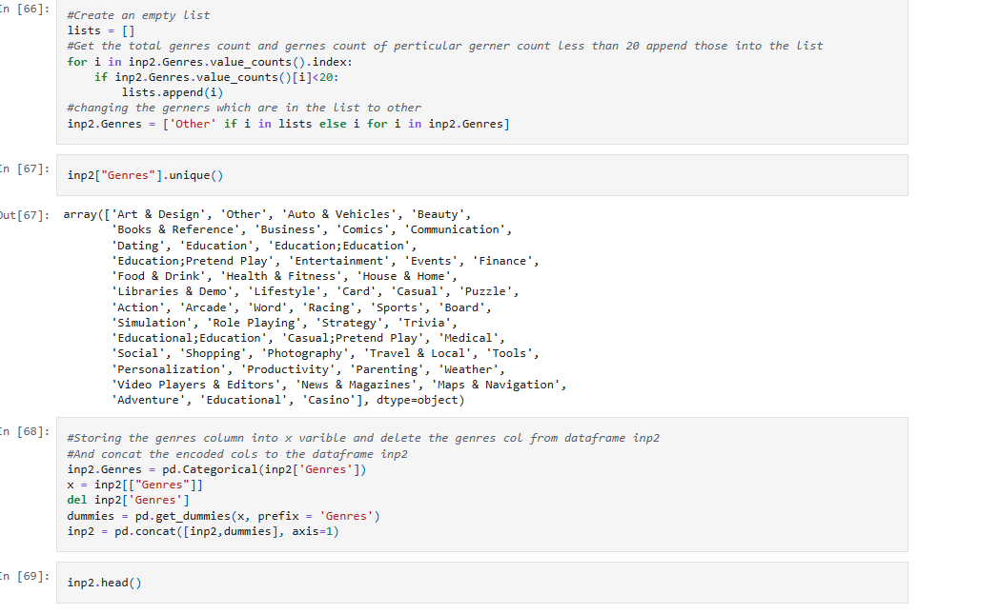 In [66]:
#Create an empty list
lists = []
#Get the total genres count and gernes count of perticular gerner count less than 20 append those into the list
for i in inp2.Genres.value_counts().index:
    if inp2.Genres.value_counts()[i]<20:
        lists.append(i)
#changing the gerners which are in the list to other
inp2.Genres = ['Other' if i in lists else i for i in inp2.Genres]
In [67]:
inp2["Genres"].unique()
Out[67]:
array(['Art & Design', 'Other', 'Auto & Vehicles', 'Beauty',
       'Books & Reference', 'Business', 'Comics', 'Communication',
       'Dating', 'Education', 'Education;Education',
       'Education;Pretend Play', 'Entertainment', 'Events', 'Finance',
       'Food & Drink', 'Health & Fitness', 'House & Home',
       'Libraries & Demo', 'Lifestyle', 'Card', 'Casual', 'Puzzle',
       'Action', 'Arcade', 'Word', 'Racing', 'Sports', 'Board',
       'Simulation', 'Role Playing', 'Strategy', 'Trivia',
       'Educational;Education', 'Casual;Pretend Play', 'Medical',
       'Social', 'Shopping', 'Photography', 'Travel & Local', 'Tools',
       'Personalization', 'Productivity', 'Parenting', 'Weather',
       'Video Players & Editors', 'News & Magazines', 'Maps & Navigation',
       'Adventure', 'Educational', 'Casino'], dtype=object)
In [68]:
#Storing the genres column into x varible and delete the genres col from dataframe inp2
#And concat the encoded cols to the dataframe inp2
inp2.Genres = pd.Categorical(inp2['Genres'])
x = inp2[["Genres"]]
del inp2['Genres']
dummies = pd.get_dummies(x, prefix = 'Genres')
inp2 = pd.concat([inp2,dummies], axis=1)
In [69]:
inp2.head()